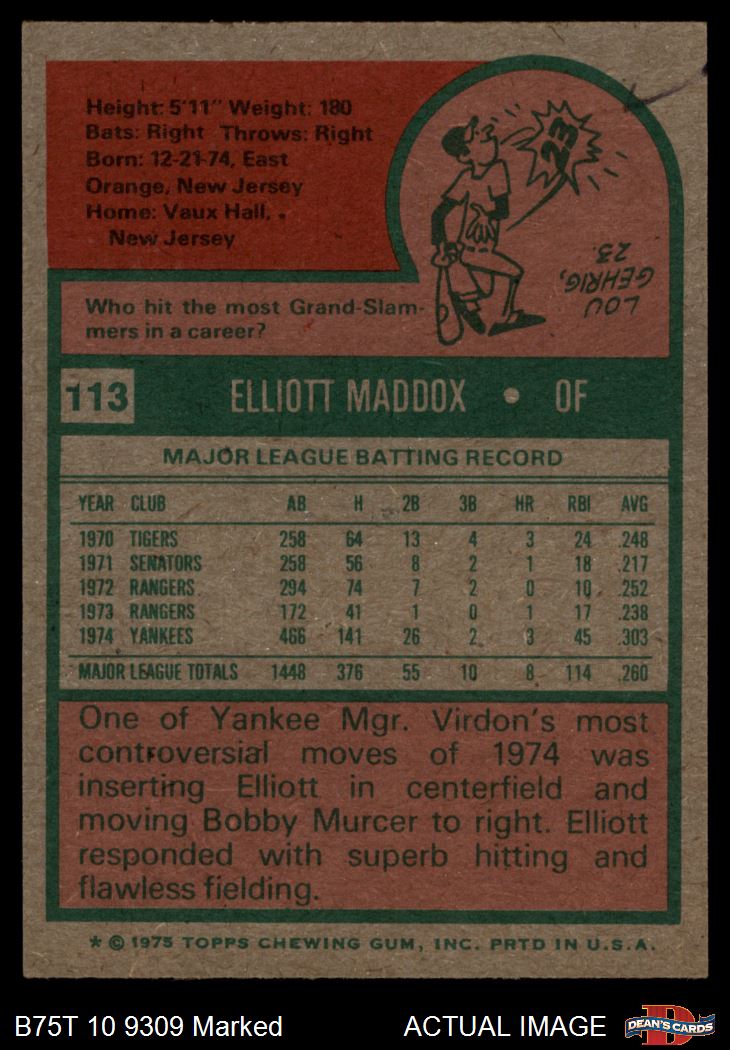 Height: 5'11" Weight: 180
Bats: Right Throws: Right
Born: 12-21-74, East
Orange, New Jersey
Home: Vaux Hall,
New Jersey
23
LOU
GEHRIG,
23.
Who hit the most Grand-Slam-
mers in a career?
113 ELLIOTT MADDOX • OF
MAJOR LEAGUE BATTING RECORD
YEAR CLUB AB H 2B 3B HR RBI AVG
1970 TIGERS 258 64 13 4 3 24 .248
1971 SENATORS 258 56 8 2 1 18 .217
1972 RANGERS 294 74 7 2 0 10 .252
1973 RANGERS 172 41 1 0 1 17 .238
1974 YANKEES 466 141 26 2 3 45 .303
MAJOR LEAGUE TOTALS 1448 376 55 10 8 114 .260
One of Yankee Mgr. Virdon's most
controversial moves of 1974 was
inserting Elliott in centerfield and
moving Bobby Murcer to right. Elliott
responded with superb hitting and
flawless fielding.
* © 1975 TOPPS CHEWING GUM, INC. PRTD IN U.S.A.
B75T 10 9309 Marked ACTUAL IMAGE
DEAN'S CARDS